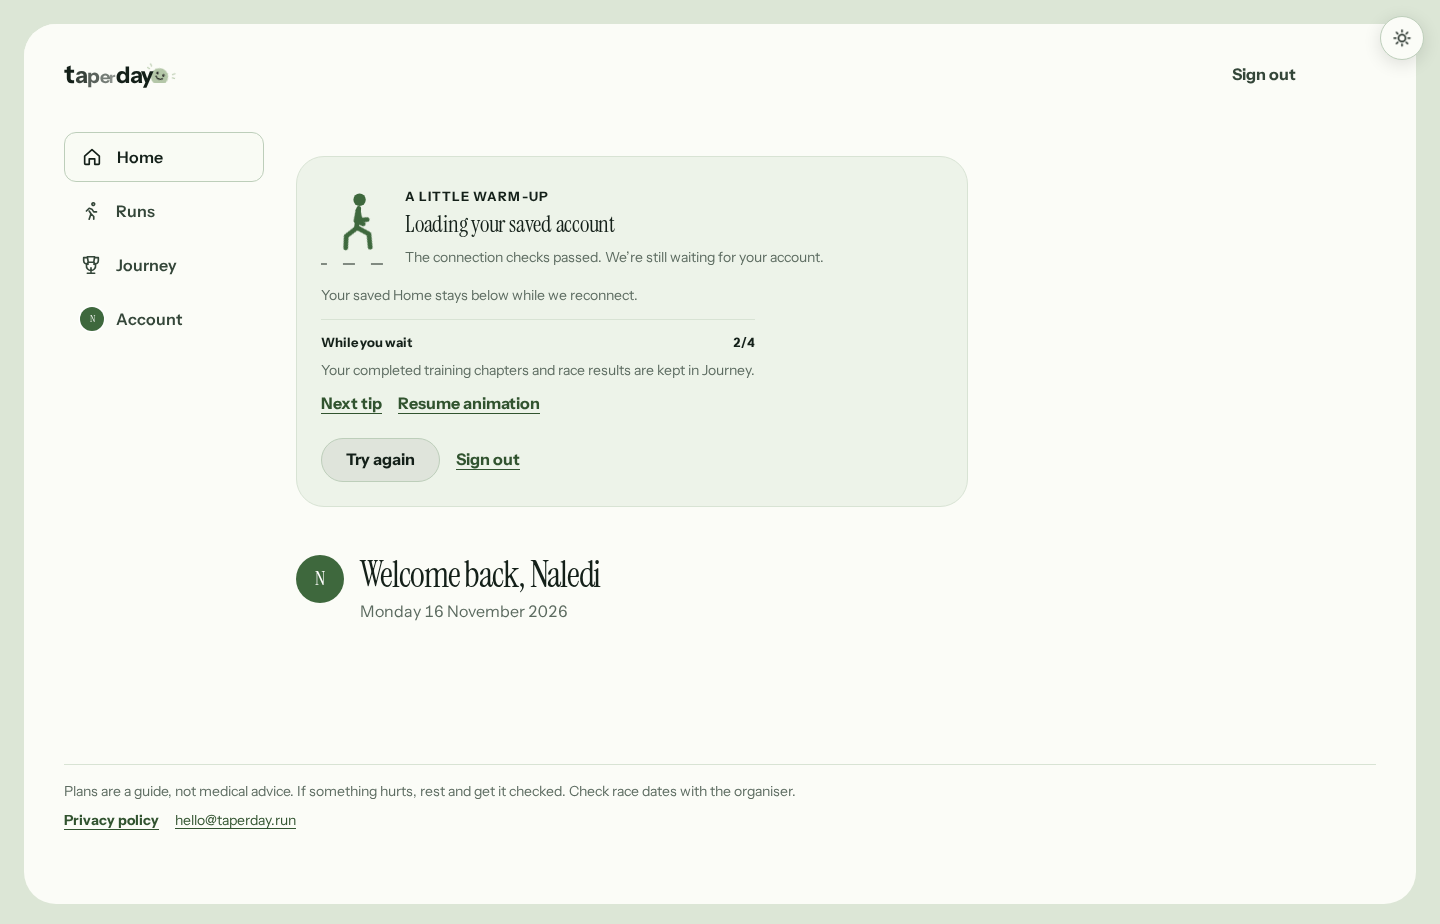 taperday
Sign out
Home
Runs
Journey
N
Account
A LITTLE WARM-UP
Loading your saved account
The connection checks passed. We're still waiting for your account.
Your saved Home stays below while we reconnect.
While you wait 2/4
Your completed training chapters and race results are kept in Journey.
Next tip Resume animation
Try again Sign out
N
Welcome back, Naledi
Monday 16 November 2026
Plans are a guide, not medical advice. If something hurts, rest and get it checked. Check race dates with the organiser.
Privacy policy hello@taperday.run